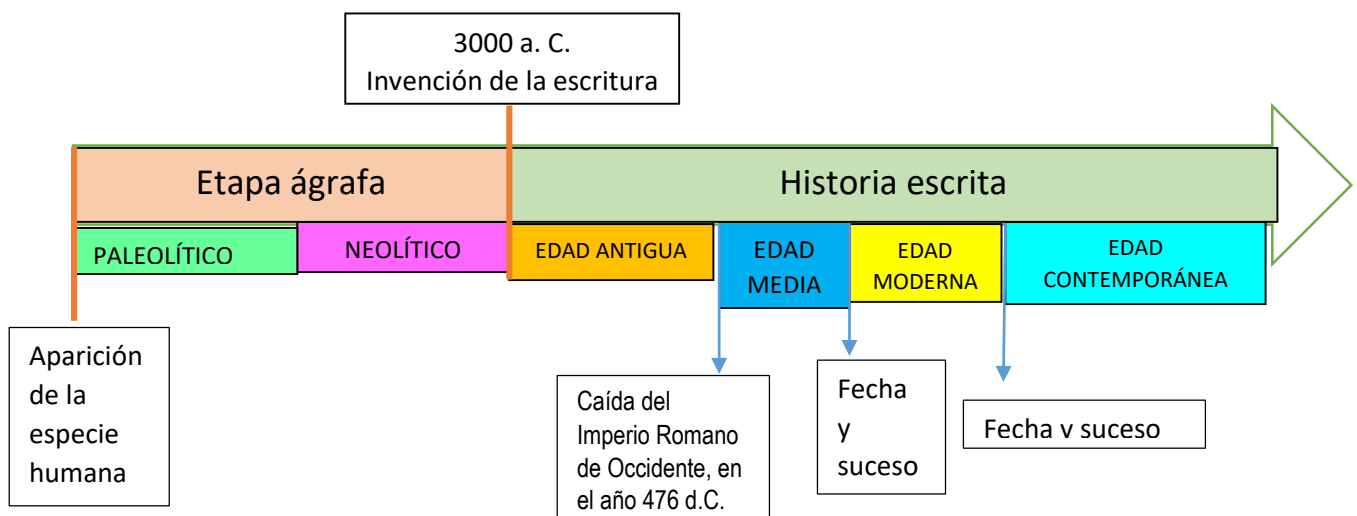 3000 a. C.
Invención de la escritura
Etapa ágrafa
Historia escrita
PALEOLÍTICO
NEOLÍTICO
EDAD ANTIGUA
EDAD
MEDIA
EDAD
MODERNA
EDAD
CONTEMPORÁNEA
Aparición
de la
especie
humana
Caída del
Imperio Romano
de Occidente, en
el año 476 d.C.
Fecha
y
suceso
Fecha y suceso